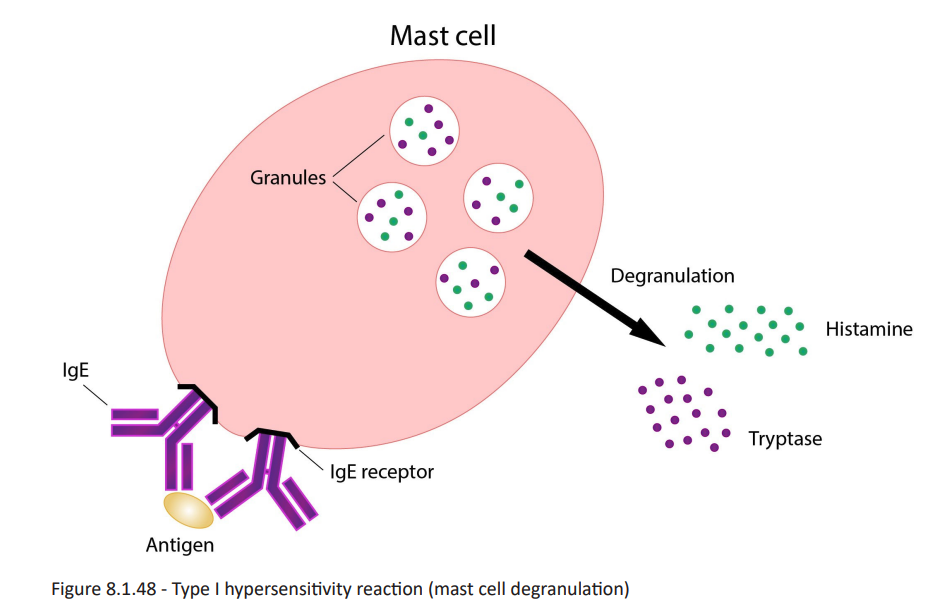 Mast cell
Granules
Degranulation
Histamine
IgE
Tryptase
IgE receptor
Antigen
Figure 8.1.48 - Type I hypersensitivity reaction (mast cell degranulation)